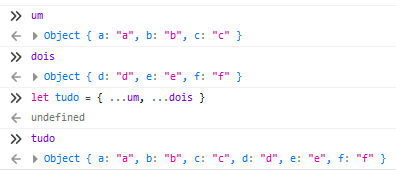 um
Object { a: "a", b: "b", c: "c" }
dois
Object { d: "d", e: "e", f: "f" }
let tudo = { ...um, ...dois }
undefined
tudo
Object { a: "a", b: "b", c: "c", d: "d", e: "e", f: "f" }